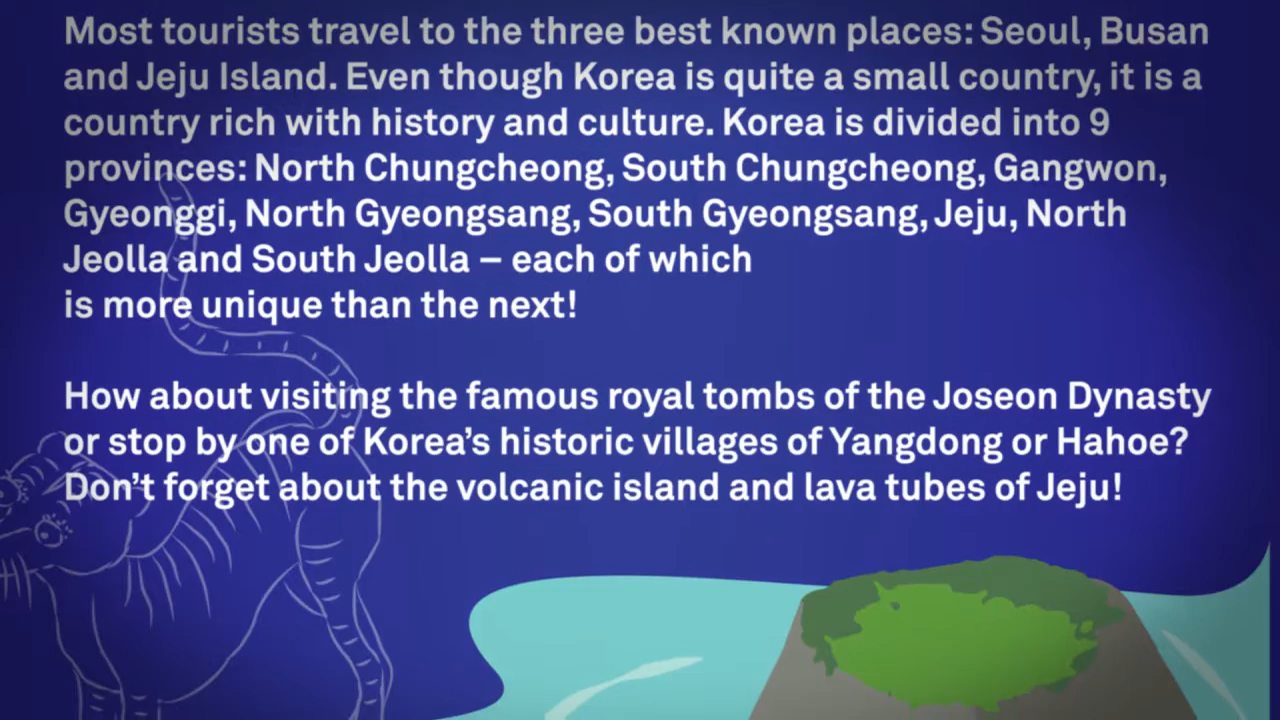 Most tourists travel to the three best known places: Seoul, Busan
and Jeju Island. Even though Korea is quite a small country, it is a
country rich with history and culture. Korea is divided into 9
provinces: North Chungcheong, South Chungcheong, Gangwon,
Gyeonggi, North Gyeongsang, South Gyeongsang, Jeju, North
Jeolla and South Jeolla – each of which
is more unique than the next!
How about visiting the famous royal tombs of the Joseon Dynasty
or stop by one of Korea's historic villages of Yangdong or Hahoe?
Don't forget about the volcanic island and lava tubes of Jeju!